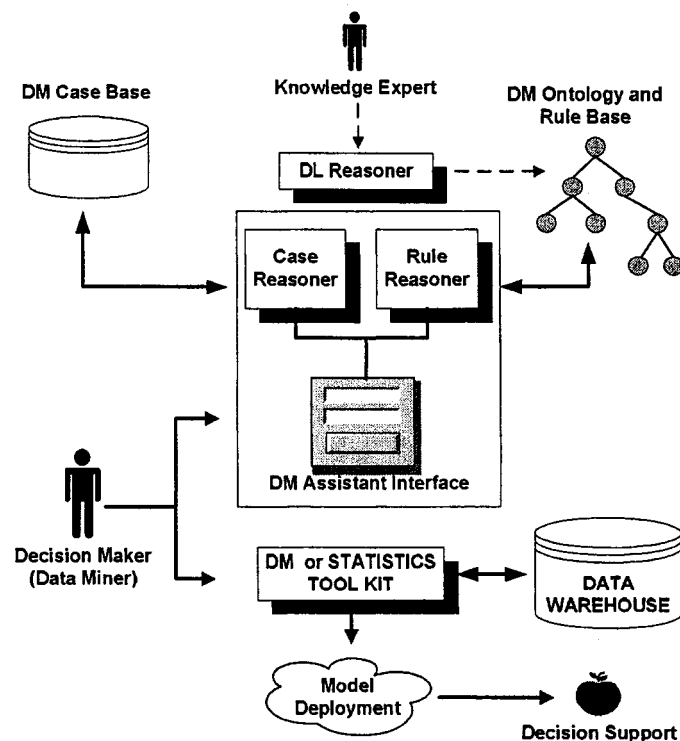 Knowledge Expert
DM Case Base
DM Ontology and
Rule Base
DL Reasoner
Case
Reasoner
Rule
Reasoner
DM Assistant Interface
Decision Maker
(Data Miner)
DM or STATISTICS
TOOL KIT
DATA
WAREHOUSE
Model
Deployment
Decision Support